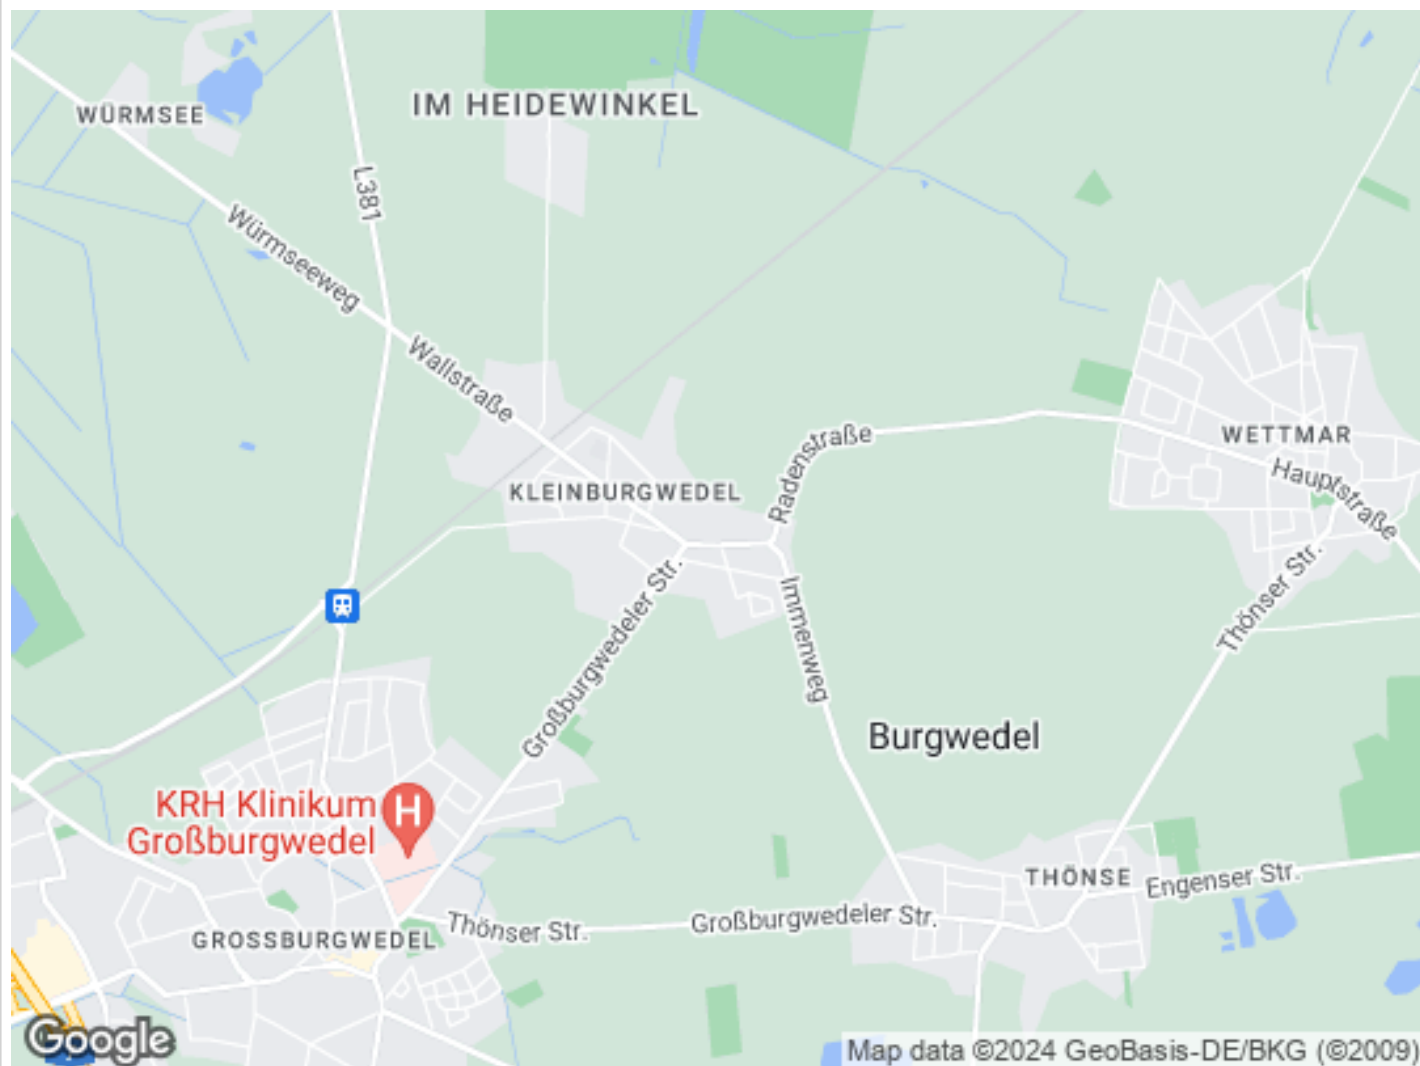 WÜRMSEE
IM HEIDEWINKEL
L381
Würmseeweg
Wallstraße
Radenstraße
WETTMAR
Hauptstraße
KLEINBURGWEDEL
Großburgwedeler Str.
Immenweg
Thönser Str.
Burgwedel
KRH Klinikum
Großburgwedel
H
THÖNSE
Engenser Str.
Thönser Str.
Großburgwedeler Str.
GROSSBURGWEDEL
Google
Map data ©2024 GeoBasis-DE/BKG (©2009)